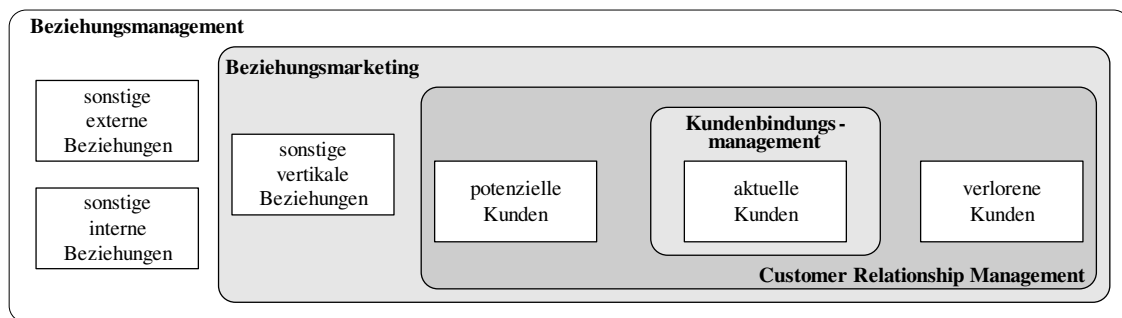 Beziehungsmanagement
sonstige
externe
Beziehungen
sonstige
interne
Beziehungen
Beziehungsmarketing
sonstige
vertikale
Beziehungen
potenzielle
Kunden
Kundenbindungs-
management
aktuelle
Kunden
verlorene
Kunden
Customer Relationship Management